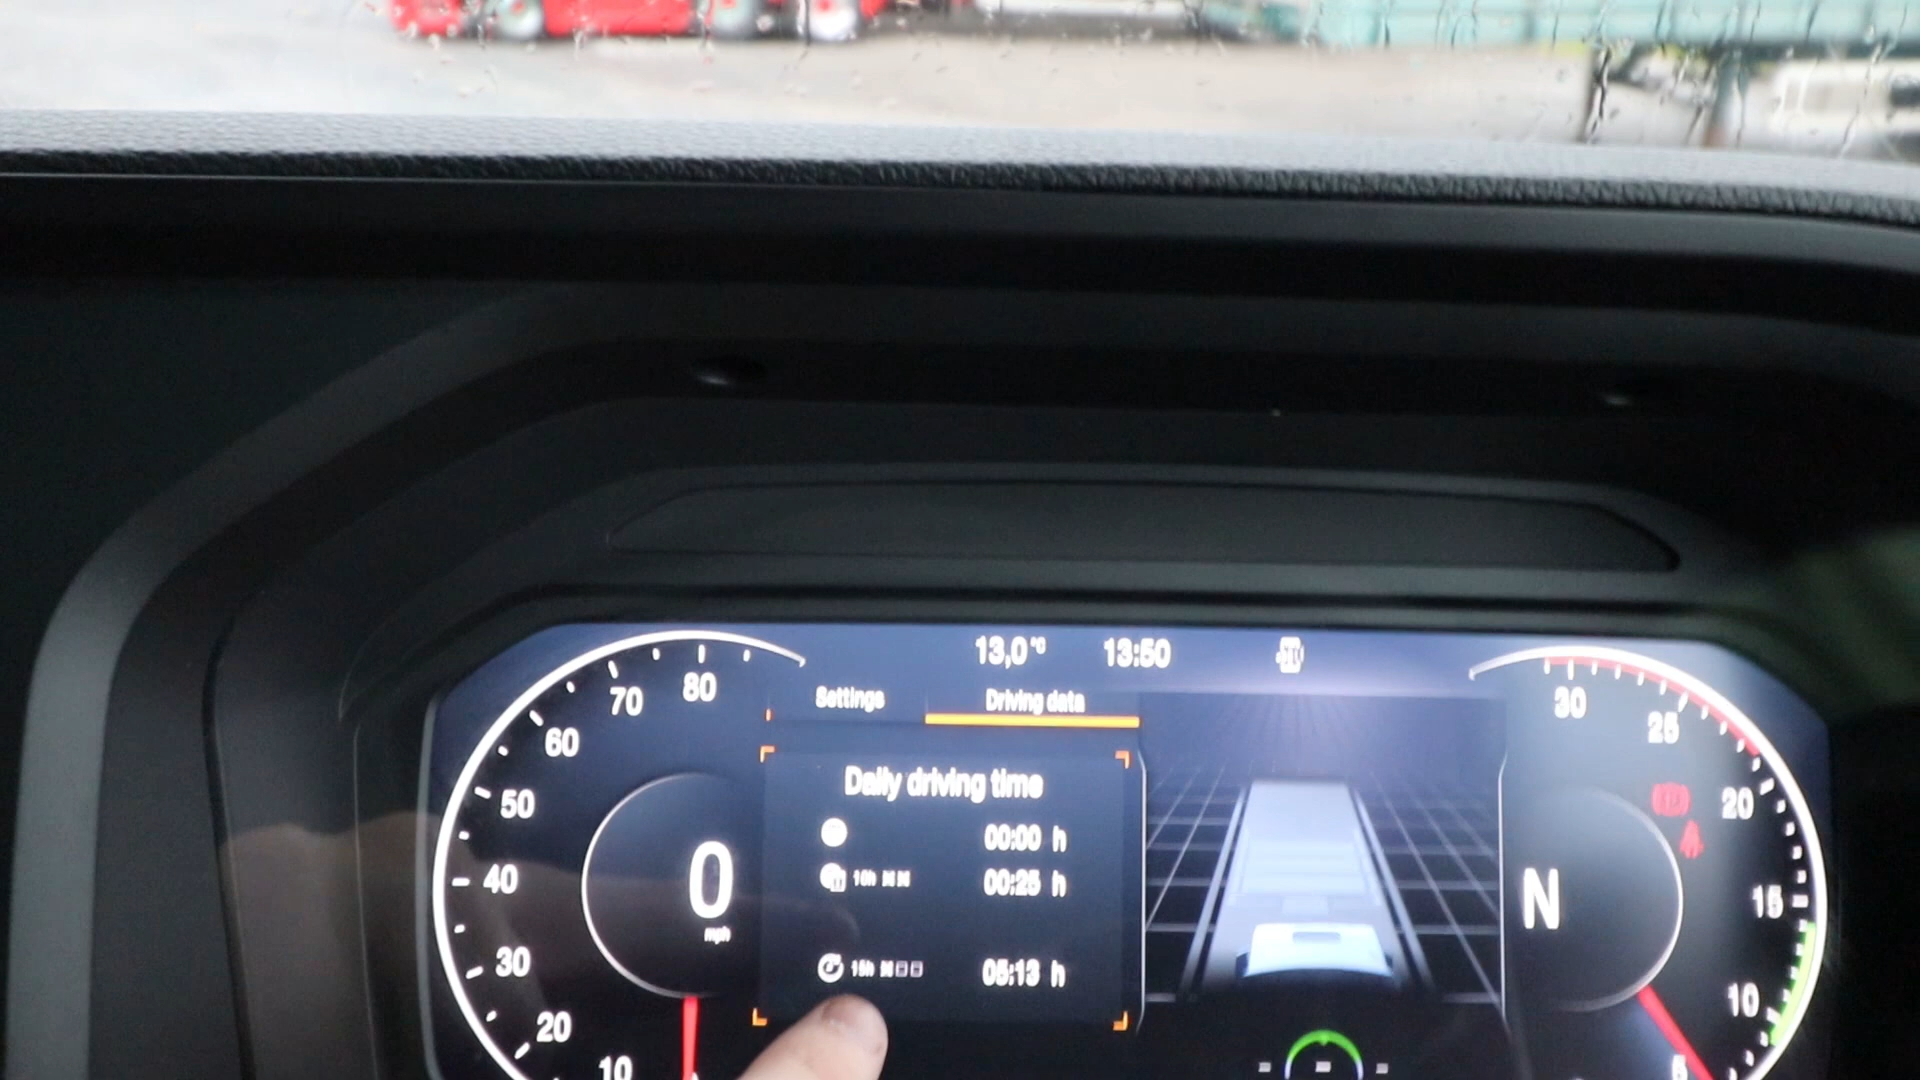 13,0°C 13:50
Settings Driving data
Daily driving time
00:00 h
10h 00:25 h
15h 05:13 h
80
70
60
50
40
30
20
10
0
mph
N
30
25
20
15
10
5